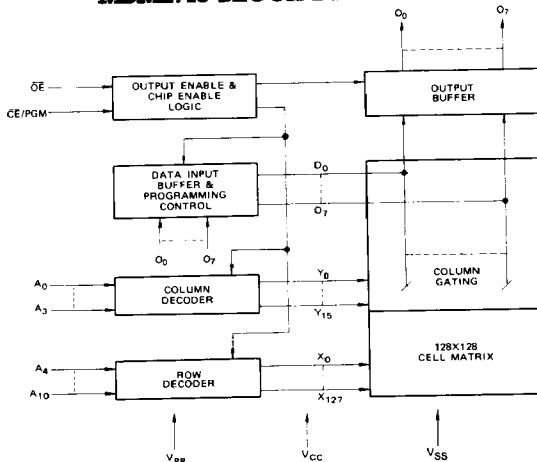 O0 O7
OE
CE/PGM
OUTPUT ENABLE &
CHIP ENABLE
LOGIC
OUTPUT
BUFFER
DATA INPUT
BUFFER &
PROGRAMMING
CONTROL
D0
D7
O0 O7
A0
A3
COLUMN
DECODER
Y0
Y15
COLUMN
GATING
A4
A10
ROW
DECODER
X0
X127
128X128
CELL MATRIX
VCC
VSS